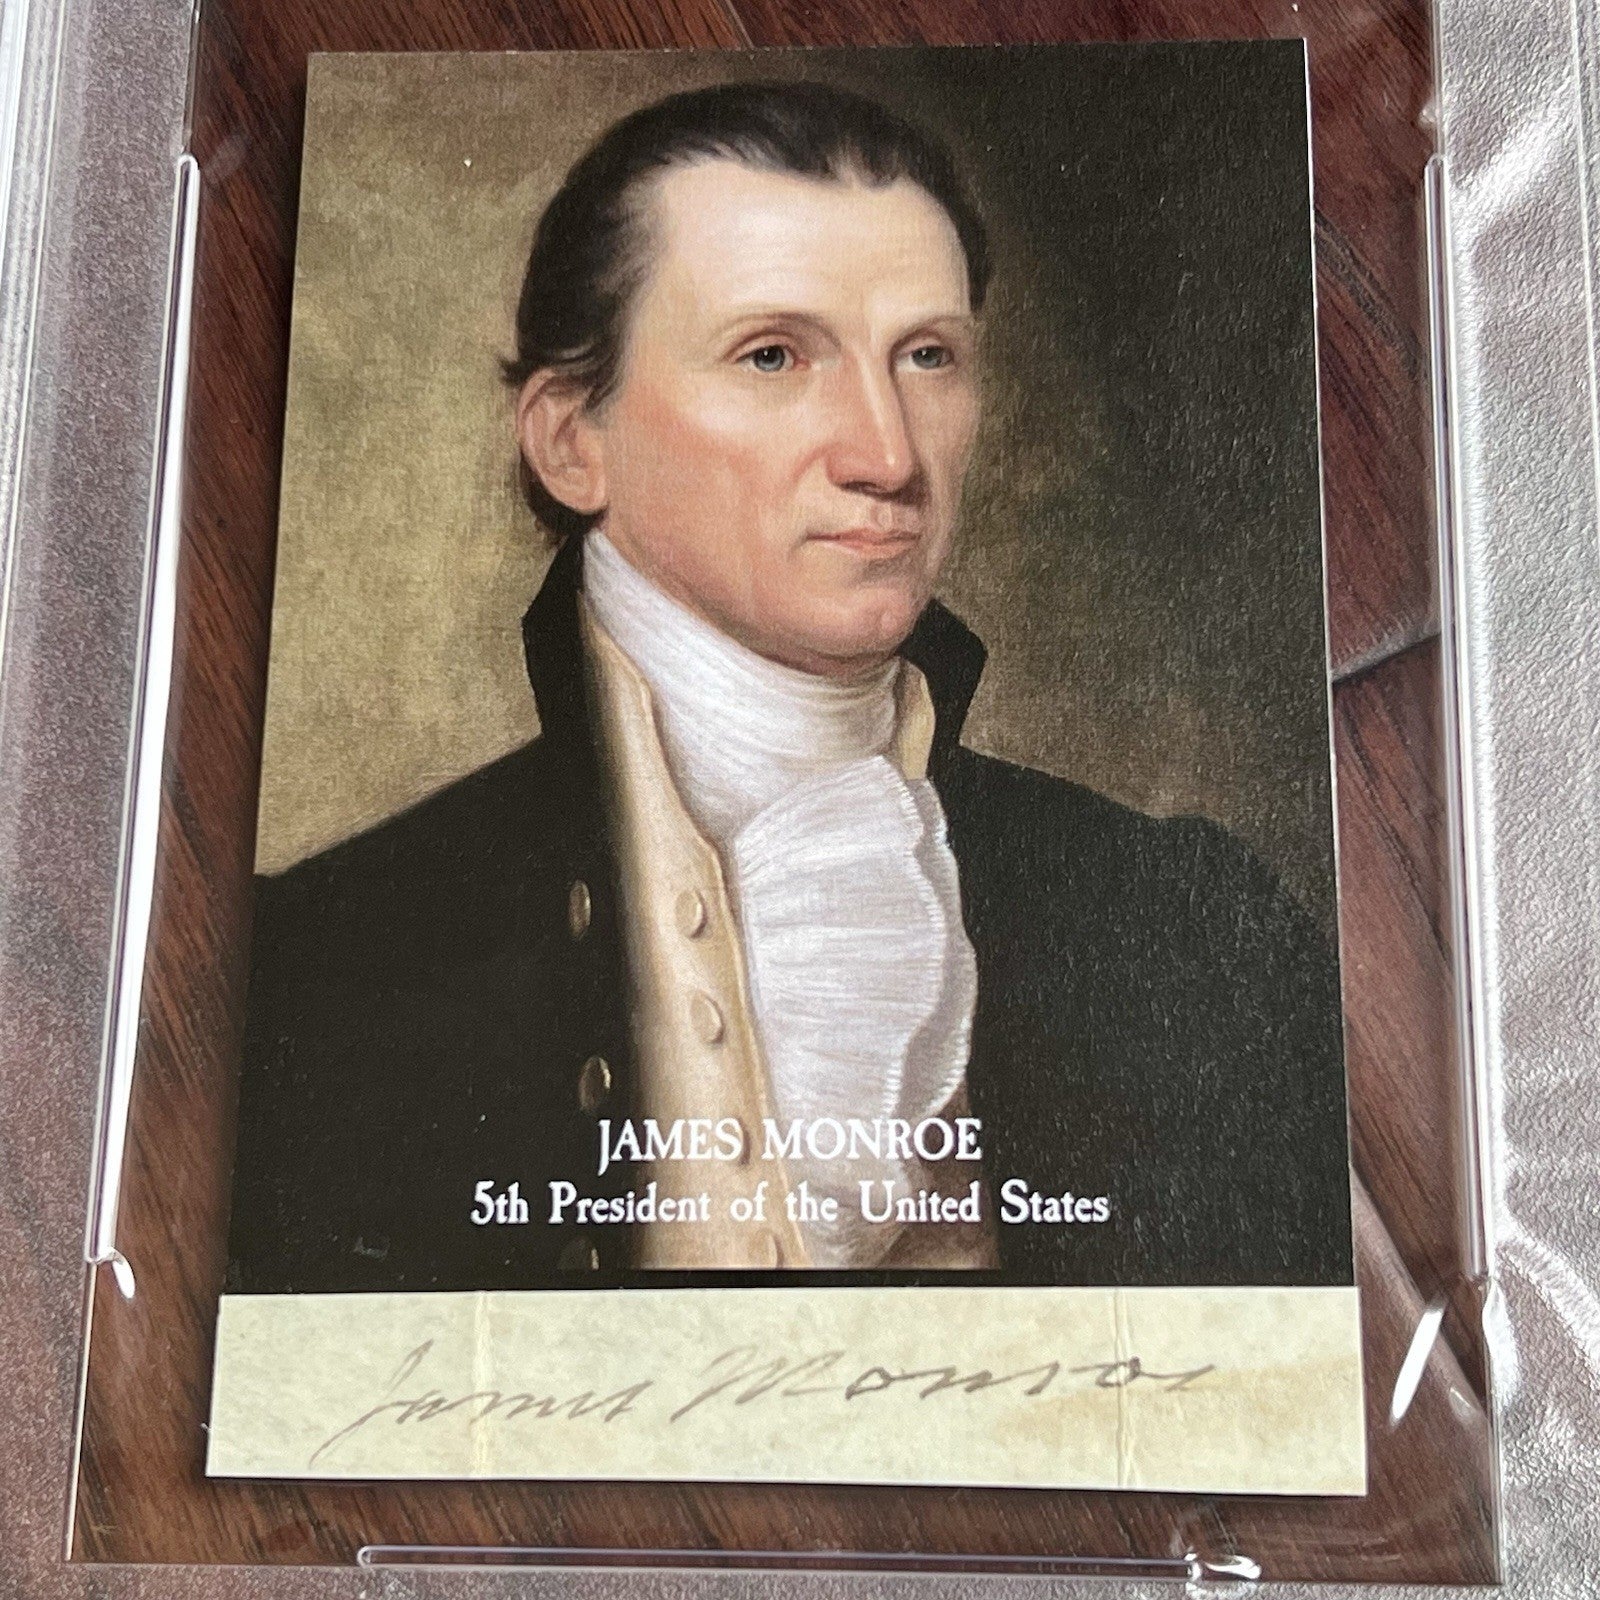 JAMES MONROE
5th President of the United States
James Monroe